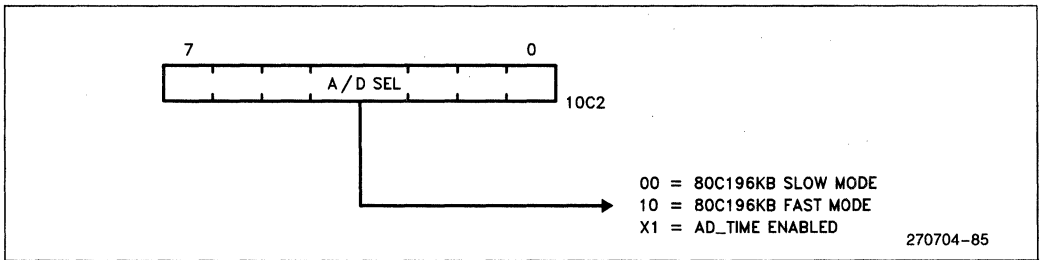 7 0
A/D SEL
10C2
00 = 80C196KB SLOW MODE
10 = 80C196KB FAST MODE
X1 = AD_TIME ENABLED
270704-85